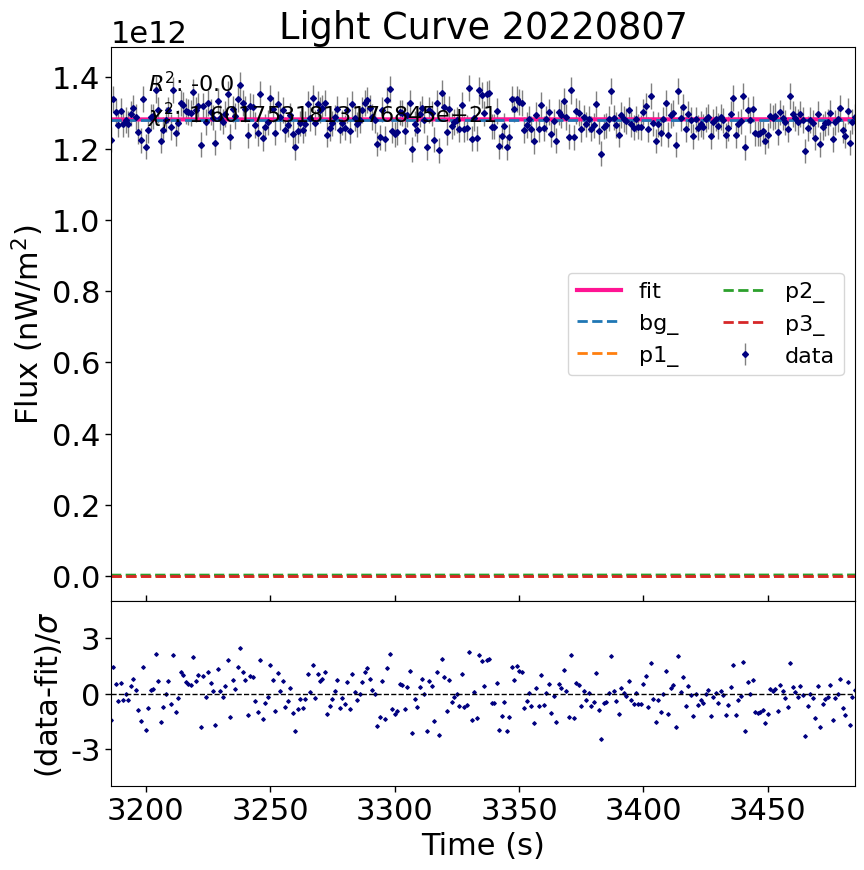 Light Curve 20220807
1e12
R²: -0.0
1.4
1.2
1.0
0.8
0.6
0.4
0.2
0.0
Flux (nW/m²)
fit
bg_
p1_
p2_
p3_
data
3
0
-3
(data-fit)/σ
3200
3250
3300
3350
3400
3450
Time (s)